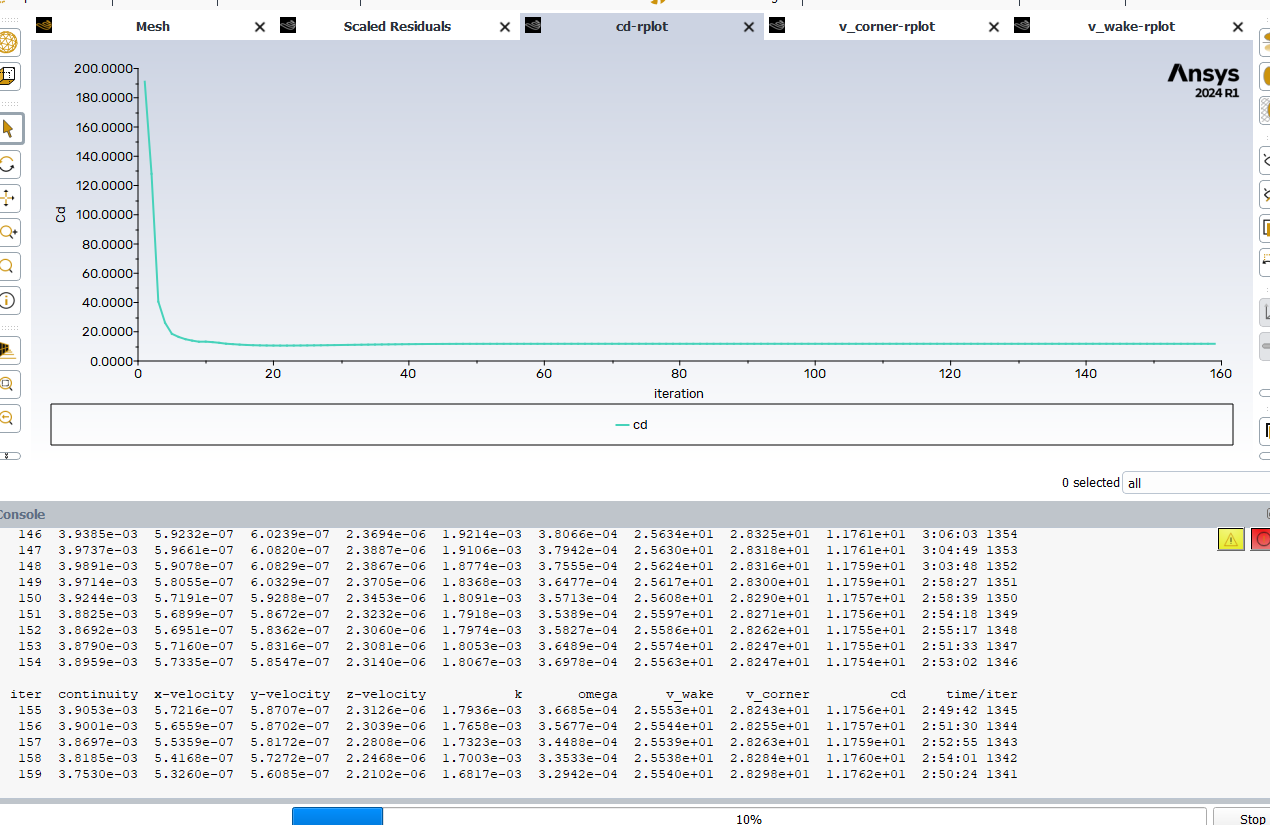 Mesh Scaled Residuals cd-rplot v_corner-rplot v_wake-rplot
Ansys
2024 R1
200.0000
180.0000
160.0000
140.0000
120.0000
100.0000
80.0000
60.0000
40.0000
20.0000
0.0000
Cd
0 20 40 60 80 100 120 140 160
iteration
cd
0 selected all
Console
146 3.9385e-03 5.9232e-07 6.0239e-07 2.3694e-06 1.9214e-03 3.8066e-04 2.5634e+01 2.8325e+01 1.1761e+01 3:06:03 1354
147 3.9737e-03 5.9661e-07 6.0820e-07 2.3887e-06 1.9106e-03 3.7942e-04 2.5630e+01 2.8318e+01 1.1761e+01 3:04:49 1353
148 3.9891e-03 5.9078e-07 6.0829e-07 2.3867e-06 1.8774e-03 3.7555e-04 2.5624e+01 2.8316e+01 1.1759e+01 3:03:48 1352
149 3.9714e-03 5.8055e-07 6.0329e-07 2.3705e-06 1.8368e-03 3.6477e-04 2.5617e+01 2.8300e+01 1.1759e+01 2:58:27 1351
150 3.9244e-03 5.7191e-07 5.9288e-07 2.3453e-06 1.8091e-03 3.5713e-04 2.5608e+01 2.8290e+01 1.1757e+01 2:58:39 1350
151 3.8825e-03 5.6899e-07 5.8672e-07 2.3232e-06 1.7918e-03 3.5389e-04 2.5597e+01 2.8271e+01 1.1756e+01 2:54:18 1349
152 3.8692e-03 5.6951e-07 5.8362e-07 2.3060e-06 1.7974e-03 3.5827e-04 2.5586e+01 2.8262e+01 1.1755e+01 2:55:17 1348
153 3.8790e-03 5.7160e-07 5.8316e-07 2.3081e-06 1.8053e-03 3.6489e-04 2.5574e+01 2.8247e+01 1.1755e+01 2:51:33 1347
154 3.8959e-03 5.7335e-07 5.8547e-07 2.3140e-06 1.8067e-03 3.6978e-04 2.5563e+01 2.8247e+01 1.1754e+01 2:53:02 1346
iter continuity x-velocity y-velocity z-velocity k omega v_wake v_corner cd time/iter
155 3.9053e-03 5.7216e-07 5.8707e-07 2.3126e-06 1.7936e-03 3.6685e-04 2.5553e+01 2.8243e+01 1.1756e+01 2:49:42 1345
156 3.9001e-03 5.6559e-07 5.8702e-07 2.3039e-06 1.7658e-03 3.5677e-04 2.5544e+01 2.8255e+01 1.1757e+01 2:51:30 1344
157 3.8697e-03 5.5359e-07 5.8172e-07 2.2808e-06 1.7323e-03 3.4488e-04 2.5539e+01 2.8263e+01 1.1759e+01 2:52:55 1343
158 3.8185e-03 5.4168e-07 5.7272e-07 2.2468e-06 1.7003e-03 3.3533e-04 2.5538e+01 2.8284e+01 1.1760e+01 2:54:01 1342
159 3.7530e-03 5.3260e-07 5.6085e-07 2.2102e-06 1.6817e-03 3.2942e-04 2.5540e+01 2.8298e+01 1.1762e+01 2:50:24 1341
10% Stop